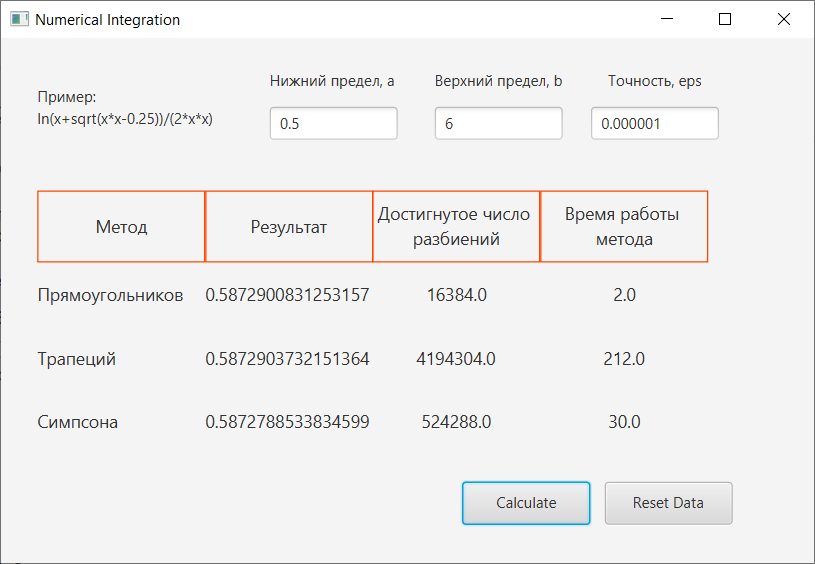 Numerical Integration
Нижний предел, a
Верхний предел, b
Точность, eps
Пример:
ln(x+sqrt(x*x-0.25))/(2*x*x)
0.5
6
0.000001
Метод
Результат
Достигнутое число
разбиений
Время работы
метода
Прямоугольников 0.5872900831253157 16384.0 2.0
Трапеций 0.5872903732151364 4194304.0 212.0
Симпсона 0.5872788533834599 524288.0 30.0
Calculate
Reset Data